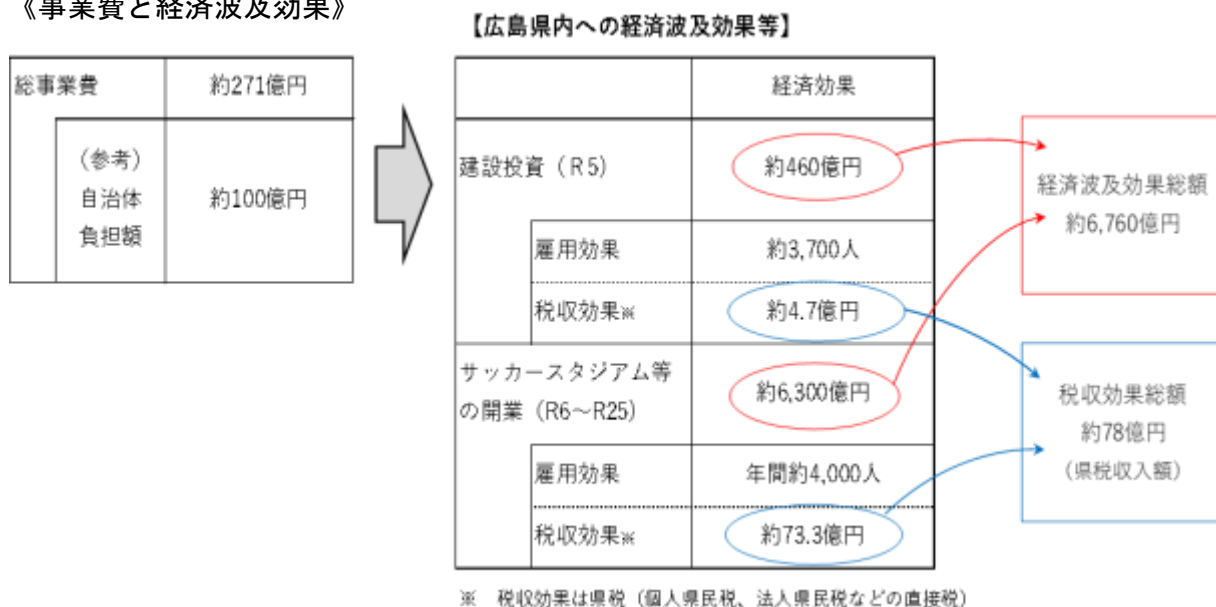 《事業費と経済波及効果》
【広島県内への経済波及効果等】
総事業費 約271億円
(参考)
自治体
負担額
約100億円
経済効果
建設投資（R5） 約460億円
雇用効果 約3,700人
税収効果※ 約4.7億円
サッカースタジアム等
の開業（R6～R25）
約6,300億円
雇用効果 年間約4,000人
税収効果※ 約73.3億円
経済波及効果総額
約6,760億円
税収効果総額
約78億円
(県税収入額)
※ 税収効果は県税（個人県民税、法人県民税などの直接税）